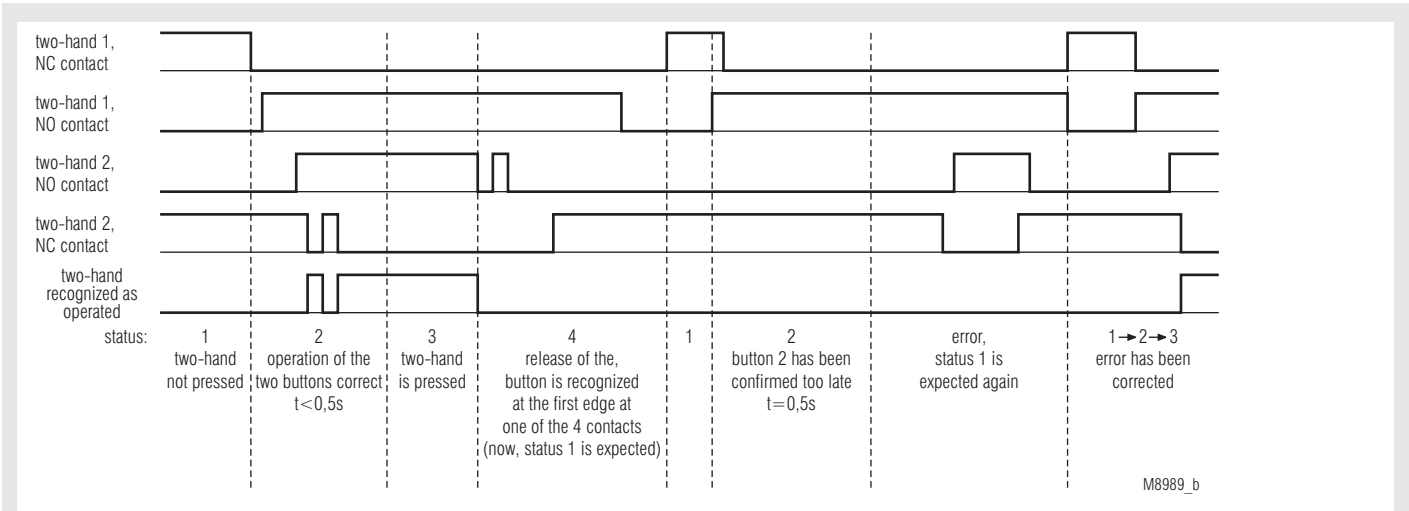 two-hand 1,
NC contact
two-hand 1,
NO contact
two-hand 2,
NO contact
two-hand 2,
NC contact
two-hand
recognized as
operated
status:
1
two-hand
not pressed
2
operation of the
two buttons correct
t<0,5s
3
two-hand
is pressed
4
release of the,
button is recognized
at the first edge at
one of the 4 contacts
(now, status 1 is expected)
1
2
button 2 has been
confirmed too late
t=0,5s
error,
status 1 is
expected again
1→2→3
error has been
corrected
M8989_b